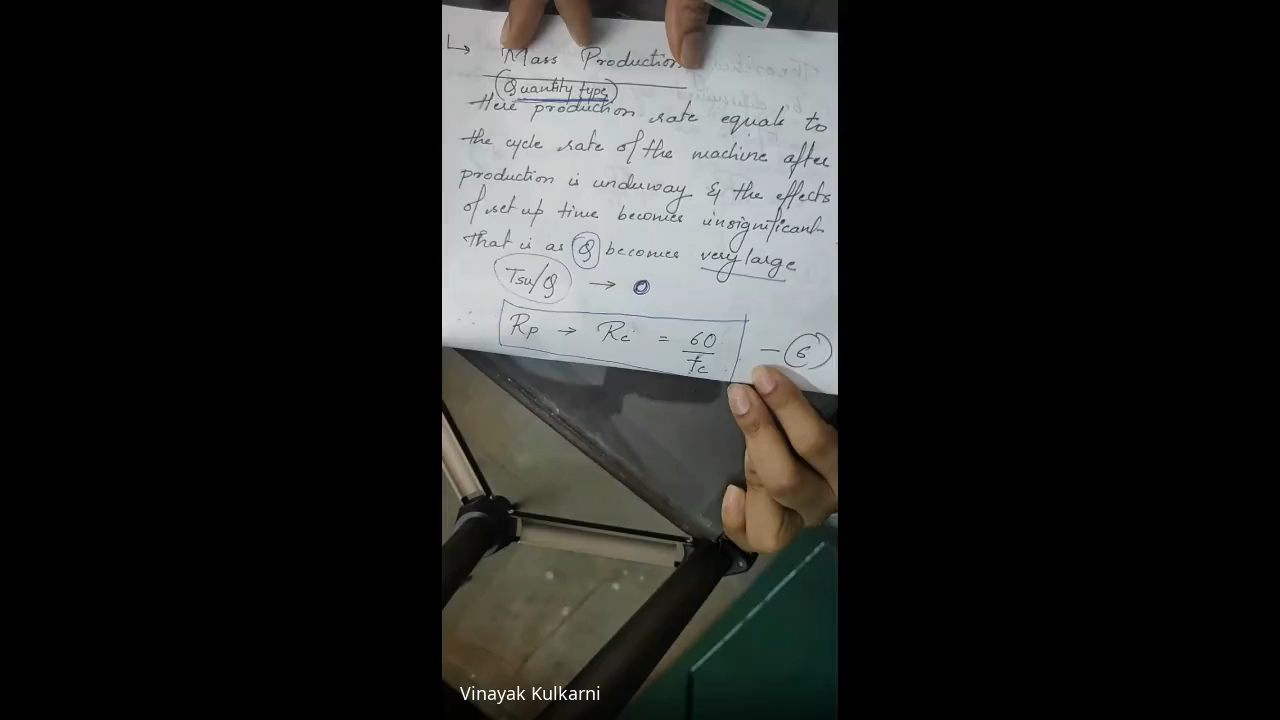 ↳ Mass Production
(Quantity type)
Here production rate equals to
the cycle rate of the machine after
production is underway & the effects
of set up time becomes insignificant
That is as Q becomes very large
Tsu/Q → 0
∴ Rp → Rc = 60/Tc — 6
Vinayak Kulkarni